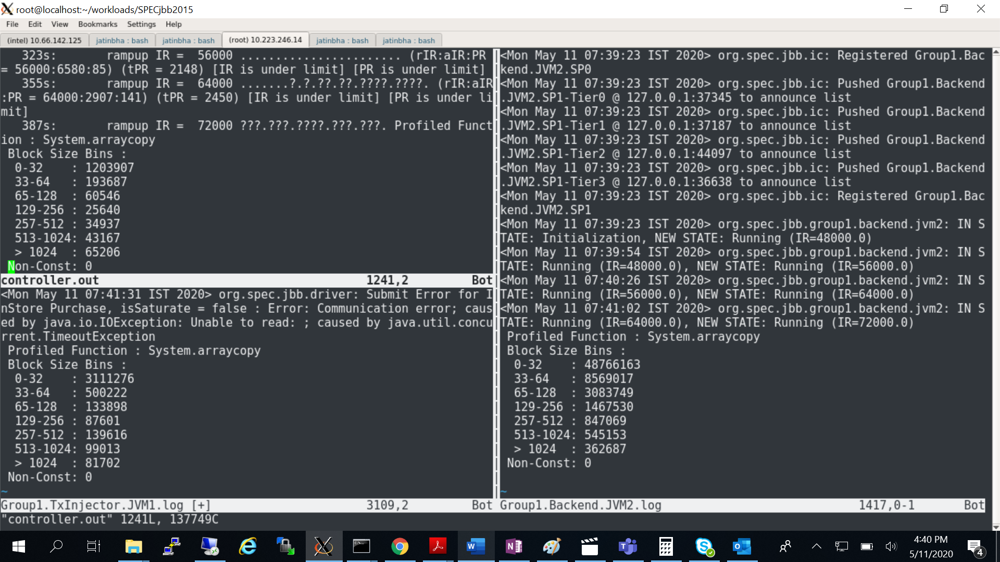 root@localhost:~/workloads/SPECjbb2015
File Edit View Bookmarks Settings Help
(intel) 10.66.142.125 jatinbha : bash jatinbha : bash (root) 10.223.246.14 jatinbha : bash jatinbha : bash
323s: rampup IR = 56000 ....................... (rIR:aIR:PR
= 56000:6580:85) (tPR = 2148) [IR is under limit] [PR is under limit]
355s: rampup IR = 64000 .......?.?.??.??.????.????. (rIR:aIR
:PR = 64000:2907:141) (tPR = 2450) [IR is under limit] [PR is under li
mit]
387s: rampup IR = 72000 ???.???.????.???.???. Profiled Funct
ion : System.arraycopy
Block Size Bins :
0-32 : 1203907
33-64 : 193687
65-128 : 60546
129-256 : 25640
257-512 : 34937
513-1024: 43167
> 1024 : 65206
Non-Const: 0
controller.out 1241,2 Bot
<Mon May 11 07:41:31 IST 2020> org.spec.jbb.driver: Submit Error for I
nStore Purchase, isSaturate = false : Error: Communication error; caus
ed by java.io.IOException: Unable to read: ; caused by java.util.concu
rrent.TimeoutException
Profiled Function : System.arraycopy
Block Size Bins :
0-32 : 3111276
33-64 : 500222
65-128 : 133898
129-256 : 87601
257-512 : 139616
513-1024: 99013
> 1024 : 81702
Non-Const: 0
~
Group1.TxInjector.JVM1.log [+] 3109,2 Bot
"controller.out" 1241L, 137749C
<Mon May 11 07:39:23 IST 2020> org.spec.jbb.ic: Registered Group1.Bac
kend.JVM2.SP0
<Mon May 11 07:39:23 IST 2020> org.spec.jbb.ic: Pushed Group1.Backend
.JVM2.SP1-Tier0 @ 127.0.0.1:37345 to announce list
<Mon May 11 07:39:23 IST 2020> org.spec.jbb.ic: Pushed Group1.Backend
.JVM2.SP1-Tier1 @ 127.0.0.1:37187 to announce list
<Mon May 11 07:39:23 IST 2020> org.spec.jbb.ic: Pushed Group1.Backend
.JVM2.SP1-Tier2 @ 127.0.0.1:44097 to announce list
<Mon May 11 07:39:23 IST 2020> org.spec.jbb.ic: Pushed Group1.Backend
.JVM2.SP1-Tier3 @ 127.0.0.1:36638 to announce list
<Mon May 11 07:39:23 IST 2020> org.spec.jbb.ic: Registered Group1.Bac
kend.JVM2.SP1
<Mon May 11 07:39:23 IST 2020> org.spec.jbb.group1.backend.jvm2: IN S
TATE: Initialization, NEW STATE: Running (IR=48000.0)
<Mon May 11 07:39:54 IST 2020> org.spec.jbb.group1.backend.jvm2: IN S
TATE: Running (IR=48000.0), NEW STATE: Running (IR=56000.0)
<Mon May 11 07:40:26 IST 2020> org.spec.jbb.group1.backend.jvm2: IN S
TATE: Running (IR=56000.0), NEW STATE: Running (IR=64000.0)
<Mon May 11 07:41:02 IST 2020> org.spec.jbb.group1.backend.jvm2: IN S
TATE: Running (IR=64000.0), NEW STATE: Running (IR=72000.0)
Profiled Function : System.arraycopy
Block Size Bins :
0-32 : 48766163
33-64 : 8569017
65-128 : 3083749
129-256 : 1467530
257-512 : 847069
513-1024: 545153
> 1024 : 362687
Non-Const: 0
~
Group1.Backend.JVM2.log 1417,0-1 Bot
4:40 PM
5/11/2020
4